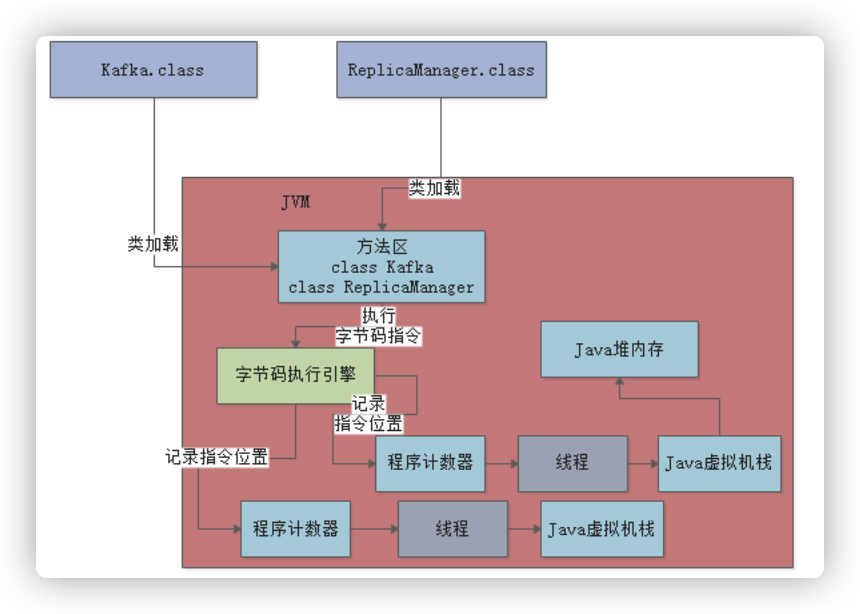 Kafka.class
ReplicaManager.class
类加载
JVM
类加载
方法区
class Kafka
class ReplicaManager
执行
字节码指令
Java堆内存
字节码执行引擎
记录
指令位置
记录指令位置
程序计数器
线程
Java虚拟机栈
程序计数器
线程
Java虚拟机栈